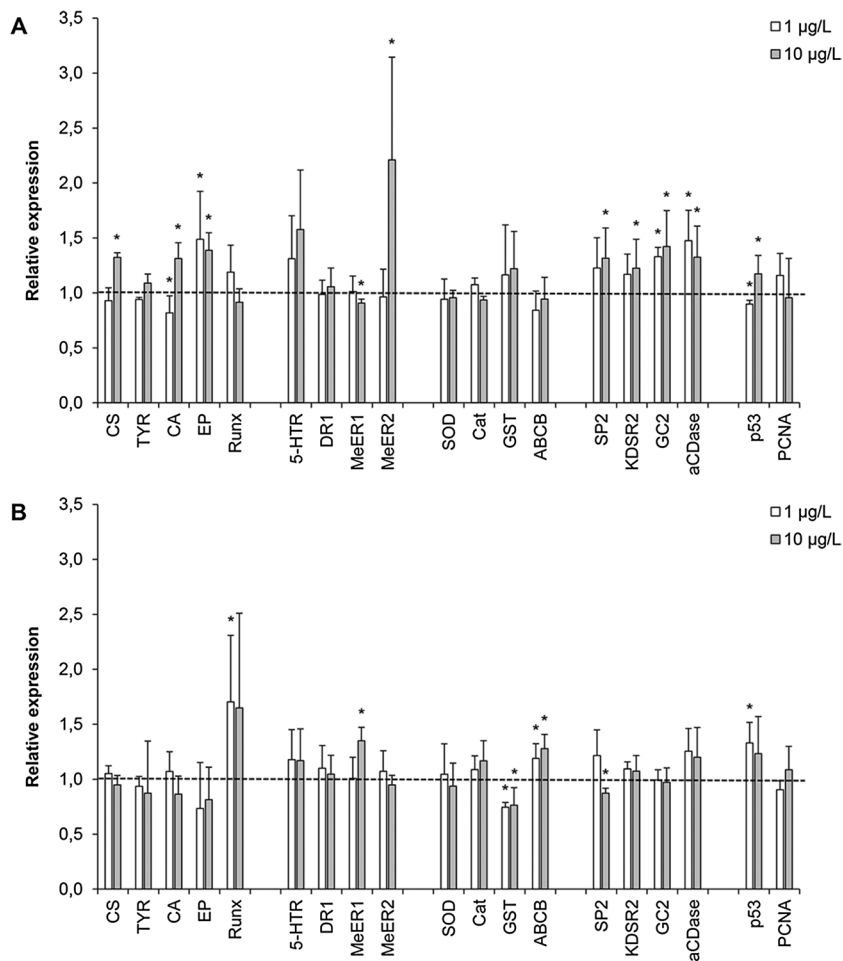 A
3,5
3,0
2,5
2,0
1,5
1,0
0,5
0,0
Relative expression
1 µg/L
10 µg/L
* * * * * * * * * * * * * * * *
CS TYR CA EP Runx 5-HTR DR1 MeER1 MeER2 SOD Cat GST ABCB SP2 KDSR2 GC2 aCDase p53 PCNA
B
3,5
3,0
2,5
2,0
1,5
1,0
0,5
0,0
Relative expression
1 µg/L
10 µg/L
* * * * * * * *
CS TYR CA EP Runx 5-HTR DR1 MeER1 MeER2 SOD Cat GST ABCB SP2 KDSR2 GC2 aCDase p53 PCNA